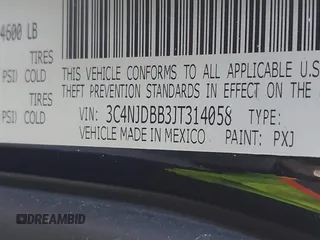 4600 LB
TIRES
PSI/ COLD
TIRES
PSI/ COLD
THIS VEHICLE CONFORMS TO ALL APPLICABLE U.S
THEFT PREVENTION STANDARDS IN EFFECT ON THE
VIN: 3C4NJDBB3JT314058 TYPE:
VEHICLE MADE IN MEXICO PAINT: PXJ
DREAMBID